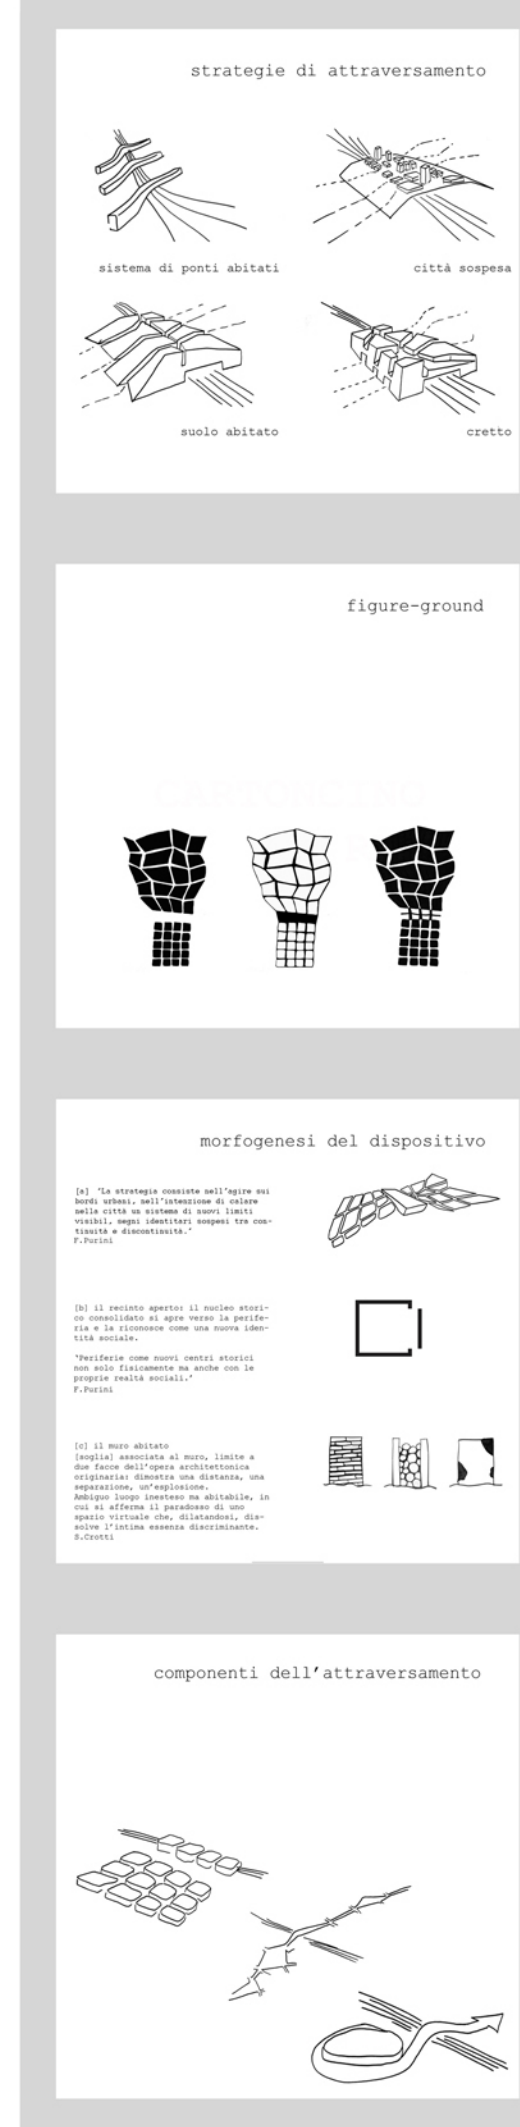 strategie di attraversamento
sistema di ponti abitati
città sospesa
suolo abitato
cretto
figure-ground
morfogenesi del dispositivo
[a] 'La strategia consiste nell'agire sui
bordi urbani, nell'intenzione di calare
nella città un sistema di nuovi limiti
visibil, segni identitari sospesi tra con-
tinuità e discontinuità.'
F.Purini
[b] il recinto aperto: il nucleo stori-
co consolidato si apre verso la perife-
ria e la riconosce come una nuova iden-
tità sociale.
'Periferie come nuovi centri storici
non solo fisicamente ma anche con le
proprie realtà sociali.'
F.Purini
[c] il muro abitato
[soglia] associata al muro, limite a
due facce dell'opera architettonica
originaria: dimostra una distanza, una
separazione, un'esplosione.
Ambiguo luogo inesteso ma abitabile, in
cui si afferma il paradosso di uno
spazio virtuale che, dilatandosi, dis-
solve l'intima essenza discriminante.
S.Crotti
componenti dell'attraversamento